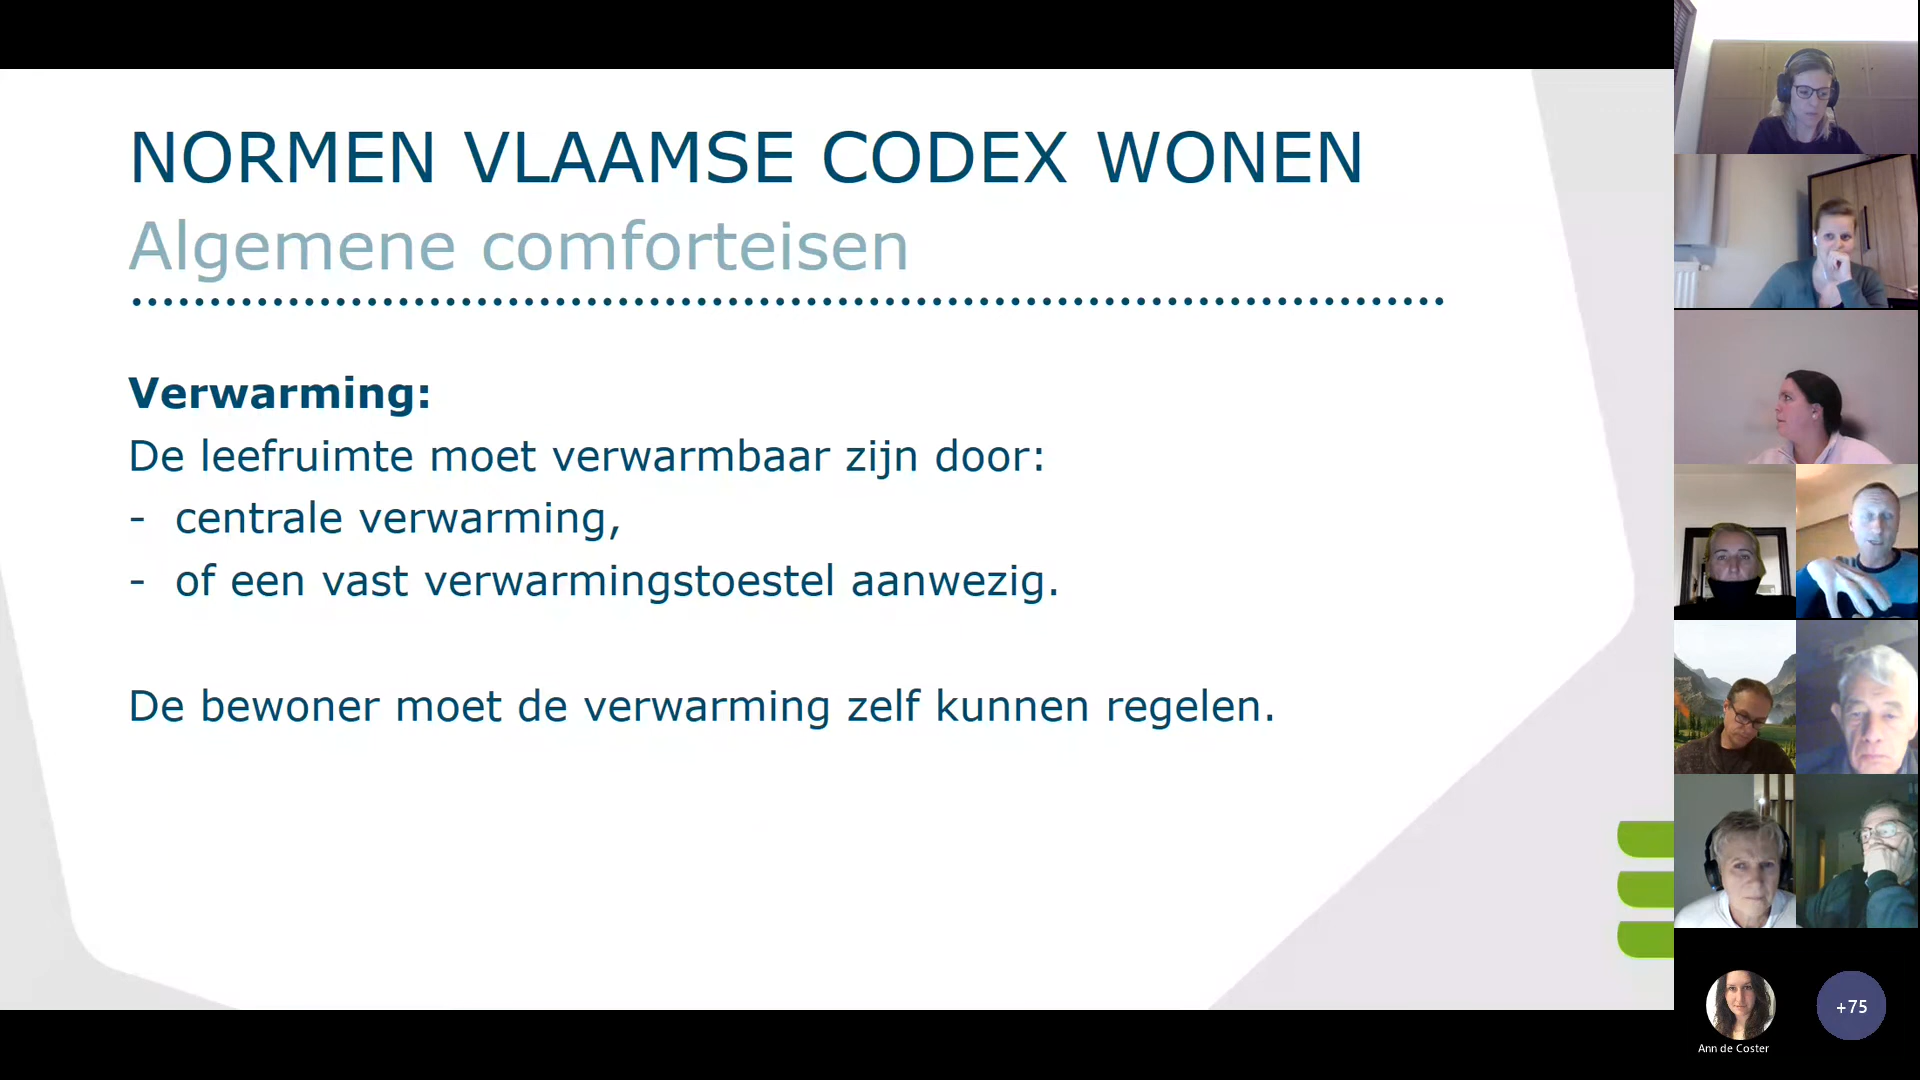 NORMEN VLAAMSE CODEX WONEN
Algemene comforteisen
Verwarming:
De leefruimte moet verwarmbaar zijn door:
- centrale verwarming,
- of een vast verwarmingstoestel aanwezig.
De bewoner moet de verwarming zelf kunnen regelen.
+75
Ann de Coster